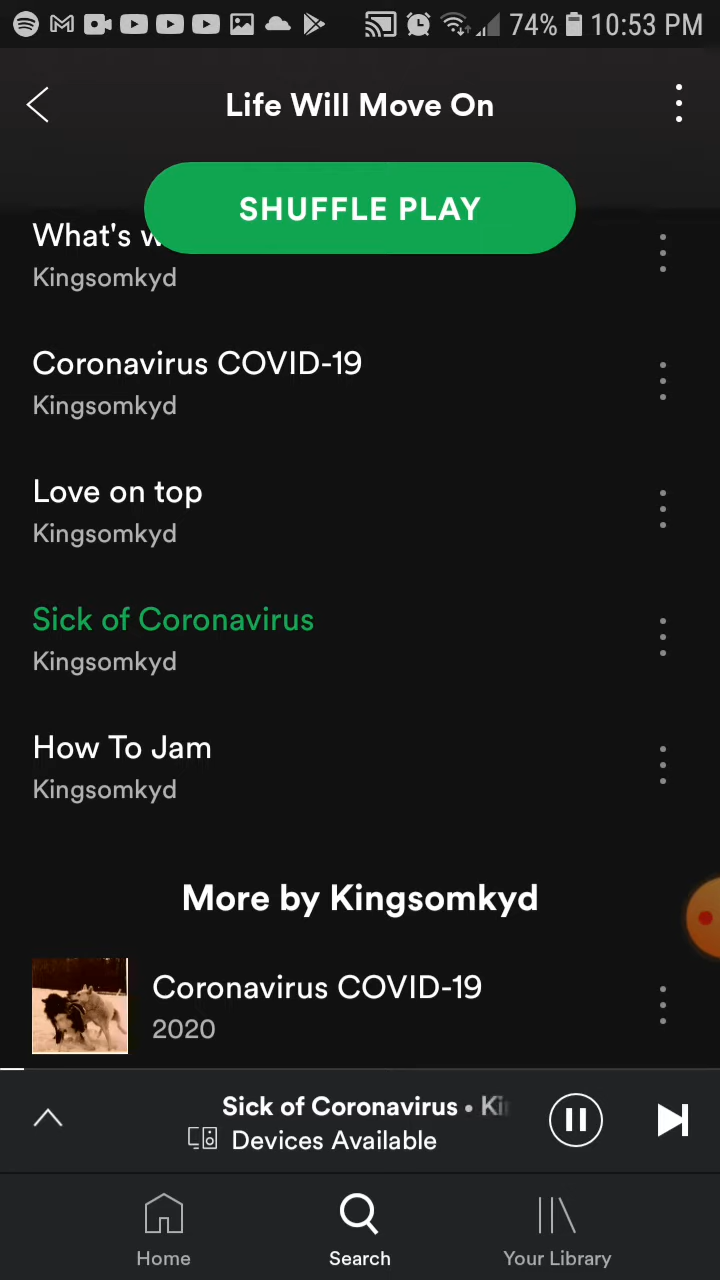 74% 10:53 PM
Life Will Move On
SHUFFLE PLAY
What's
Kingsomkyd
Coronavirus COVID-19
Kingsomkyd
Love on top
Kingsomkyd
Sick of Coronavirus
Kingsomkyd
How To Jam
Kingsomkyd
More by Kingsomkyd
Coronavirus COVID-19
2020
Sick of Coronavirus •
Devices Available
Home
Search
Your Library